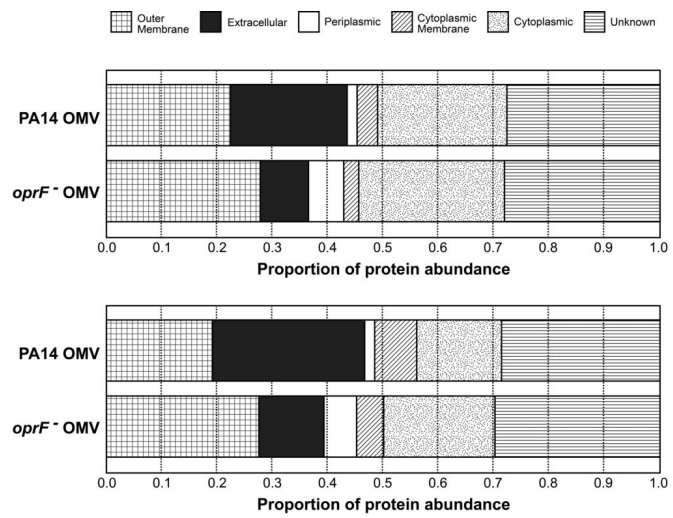 Outer
Membrane
Extracellular
Periplasmic
Cytoplasmic
Membrane
Cytoplasmic
Unknown
PA14 OMV
oprF - OMV
0.0 0.1 0.2 0.3 0.4 0.5 0.6 0.7 0.8 0.9 1.0
Proportion of protein abundance
PA14 OMV
oprF - OMV
0.0 0.1 0.2 0.3 0.4 0.5 0.6 0.7 0.8 0.9 1.0
Proportion of protein abundance